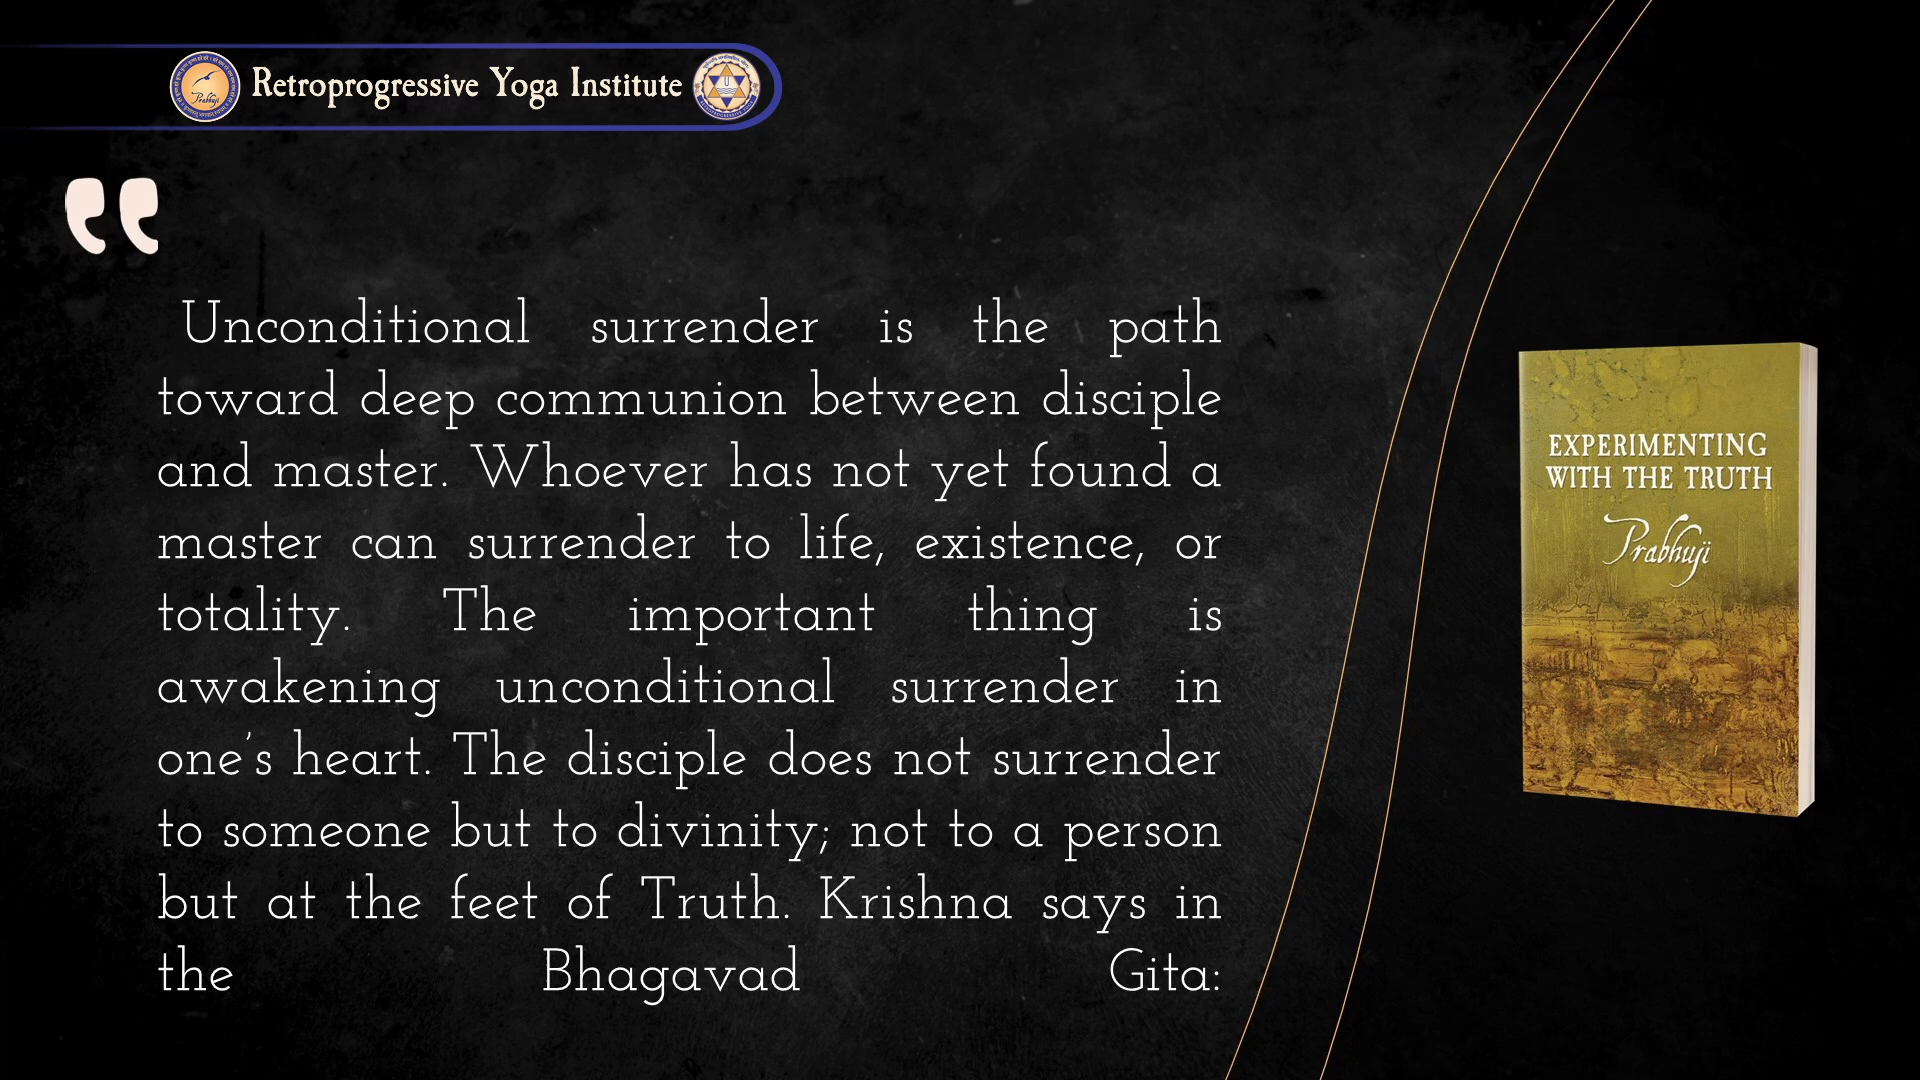 Retroprogressive Yoga Institute
Prabhuji
“
Unconditional surrender is the path
toward deep communion between disciple
and master. Whoever has not yet found a
master can surrender to life, existence, or
totality. The important thing is
awakening unconditional surrender in
one’s heart. The disciple does not surrender
to someone but to divinity; not to a person
but at the feet of Truth. Krishna says in
the Bhagavad Gita:
EXPERIMENTING
WITH THE TRUTH
Prabhuji